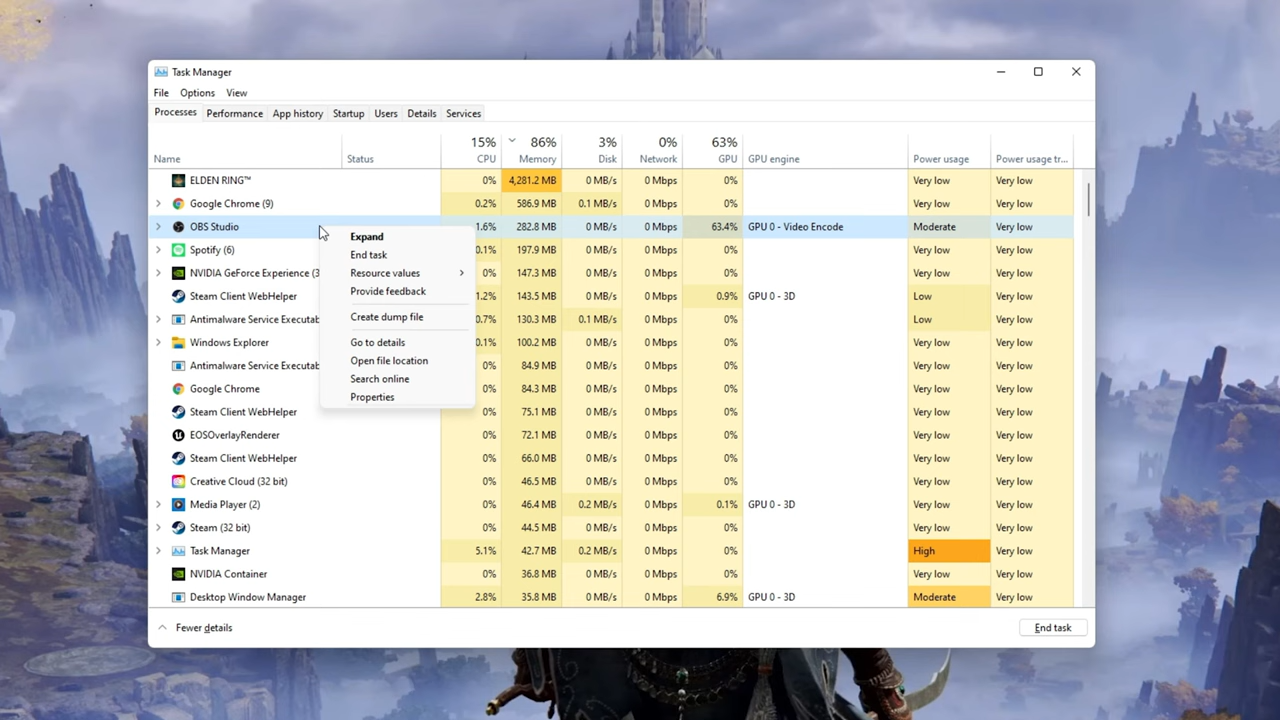 Task Manager
File Options View
Processes Performance App history Startup Users Details Services
15% 86% 3% 0% 63%
Name Status CPU Memory Disk Network GPU GPU engine Power usage Power usage tr...
ELDEN RING™ 0% 4,281.2 MB 0 MB/s 0 Mbps 0% Very low Very low
Google Chrome (9) 0.2% 586.9 MB 0.1 MB/s 0 Mbps 0% Very low Very low
OBS Studio 1.6% 282.8 MB 0 MB/s 0 Mbps 63.4% GPU 0 - Video Encode Moderate Very low
Spotify (6) 0.1% 197.9 MB 0 MB/s 0 Mbps 0% Very low Very low
NVIDIA GeForce Experience (3 0% 147.3 MB 0 MB/s 0 Mbps 0% Very low Very low
Steam Client WebHelper 1.2% 143.5 MB 0 MB/s 0 Mbps 0.9% GPU 0 - 3D Low Very low
Antimalware Service Executab 0.7% 130.3 MB 0.1 MB/s 0 Mbps 0% Low Very low
Windows Explorer 0.1% 100.2 MB 0 MB/s 0 Mbps 0% Very low Very low
Antimalware Service Executab 0% 84.9 MB 0 MB/s 0 Mbps 0% Very low Very low
Google Chrome 0% 84.3 MB 0 MB/s 0 Mbps 0% Very low Very low
Steam Client WebHelper 0% 75.1 MB 0 MB/s 0 Mbps 0% Very low Very low
EOSOverlayRenderer 0% 72.1 MB 0 MB/s 0 Mbps 0% Very low Very low
Steam Client WebHelper 0% 66.0 MB 0 MB/s 0 Mbps 0% Very low Very low
Creative Cloud (32 bit) 0% 46.5 MB 0 MB/s 0 Mbps 0% Very low Very low
Media Player (2) 0% 46.4 MB 0.2 MB/s 0 Mbps 0.1% GPU 0 - 3D Very low Very low
Steam (32 bit) 0% 44.5 MB 0 MB/s 0 Mbps 0% Very low Very low
Task Manager 5.1% 42.7 MB 0.2 MB/s 0 Mbps 0% High Very low
NVIDIA Container 0% 36.8 MB 0 MB/s 0 Mbps 0% Very low Very low
Desktop Window Manager 2.8% 35.8 MB 0 MB/s 0 Mbps 6.9% GPU 0 - 3D Moderate Very low
Expand
End task
Resource values
Provide feedback
Create dump file
Go to details
Open file location
Search online
Properties
Fewer details End task